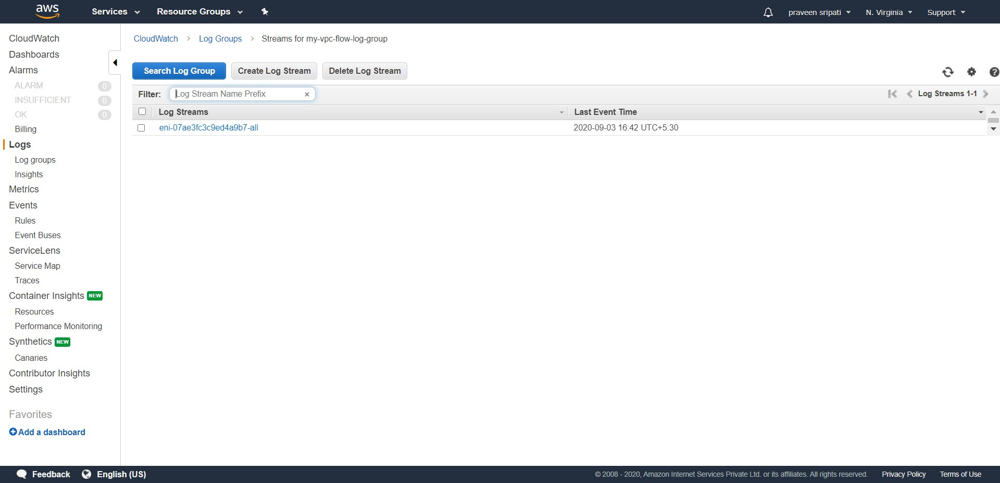 aws Services Resource Groups praveen sripati N. Virginia Support
CloudWatch
Dashboards
Alarms
ALARM 0
INSUFFICIENT 0
OK 0
Billing
Logs
Log groups
Insights
Metrics
Events
Rules
Event Buses
ServiceLens
Service Map
Traces
Container Insights NEW
Resources
Performance Monitoring
Synthetics NEW
Canaries
Contributor Insights
Settings
Favorites
Add a dashboard
CloudWatch > Log Groups > Streams for my-vpc-flow-log-group
Search Log Group Create Log Stream Delete Log Stream
Filter: Log Stream Name Prefix × Log Streams 1-1
Log Streams Last Event Time
eni-07ae3fc3c9ed4a9b7-all 2020-09-03 16:42 UTC+5:30
Feedback English (US) © 2008 - 2020, Amazon Internet Services Private Ltd. or its affiliates. All rights reserved. Privacy Policy Terms of Use